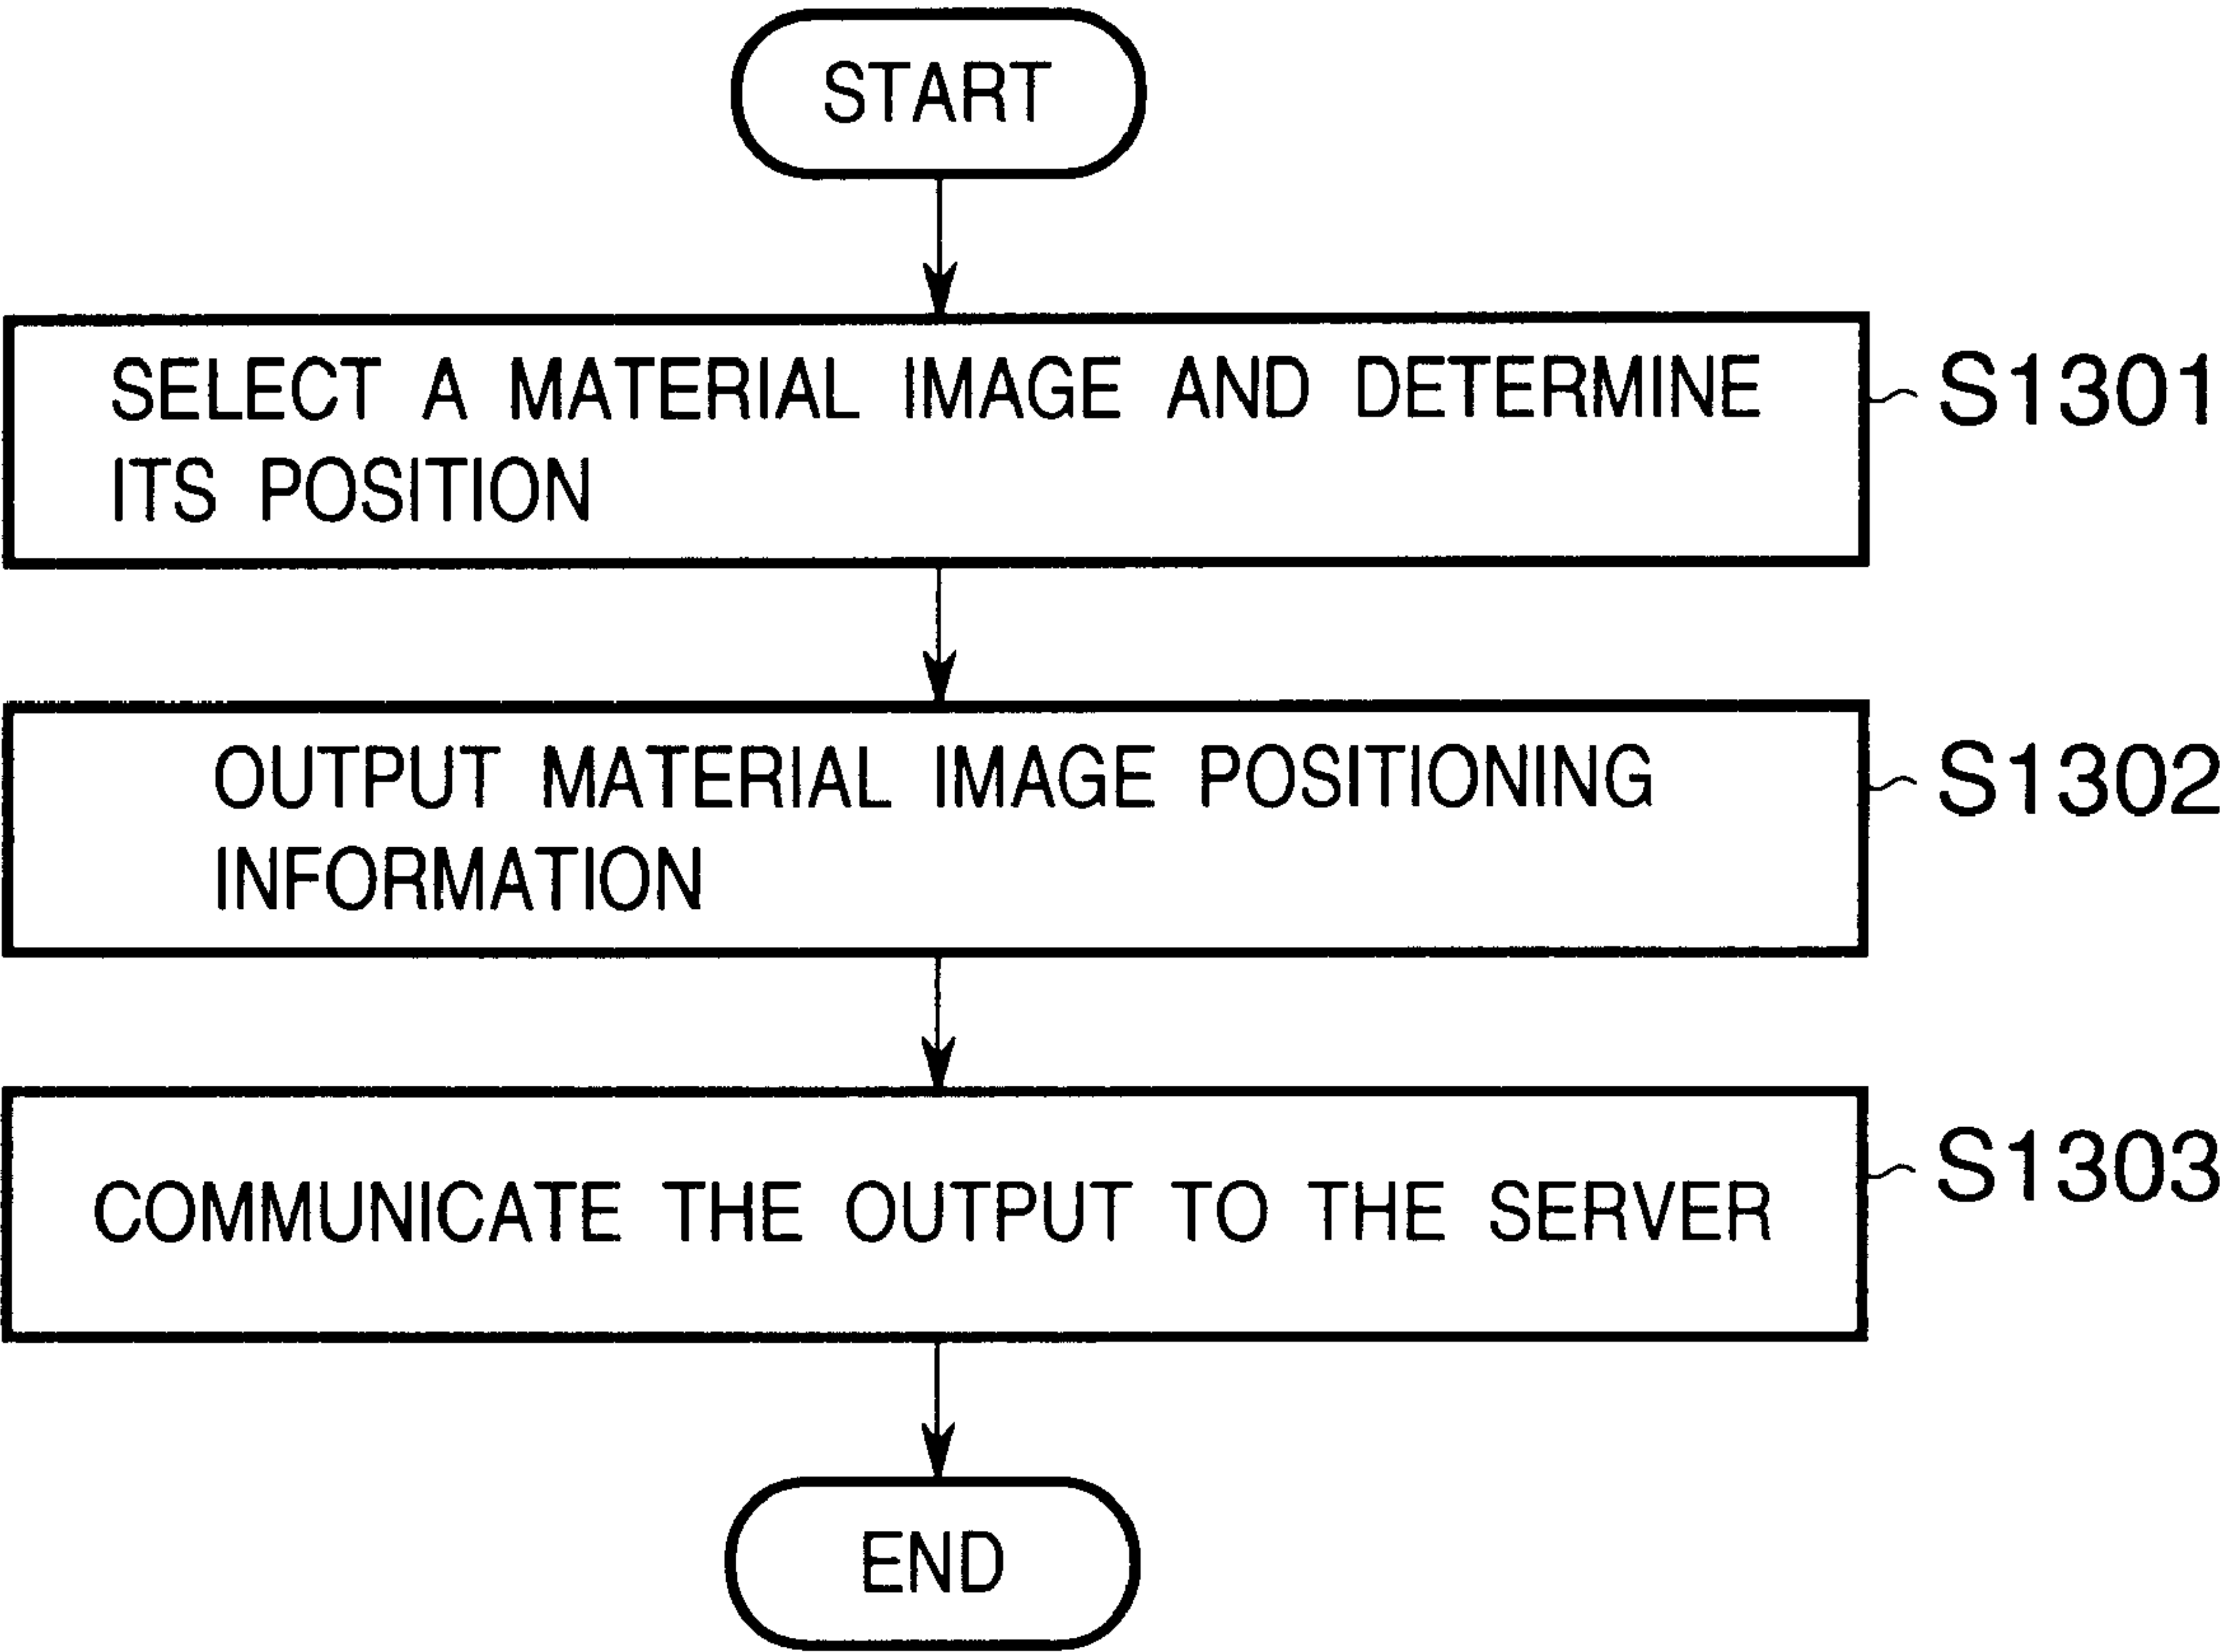 START
SELECT A MATERIAL IMAGE AND DETERMINE
ITS POSITION
S1301
OUTPUT MATERIAL IMAGE POSITIONING
INFORMATION
S1302
COMMUNICATE THE OUTPUT TO THE SERVER
S1303
END